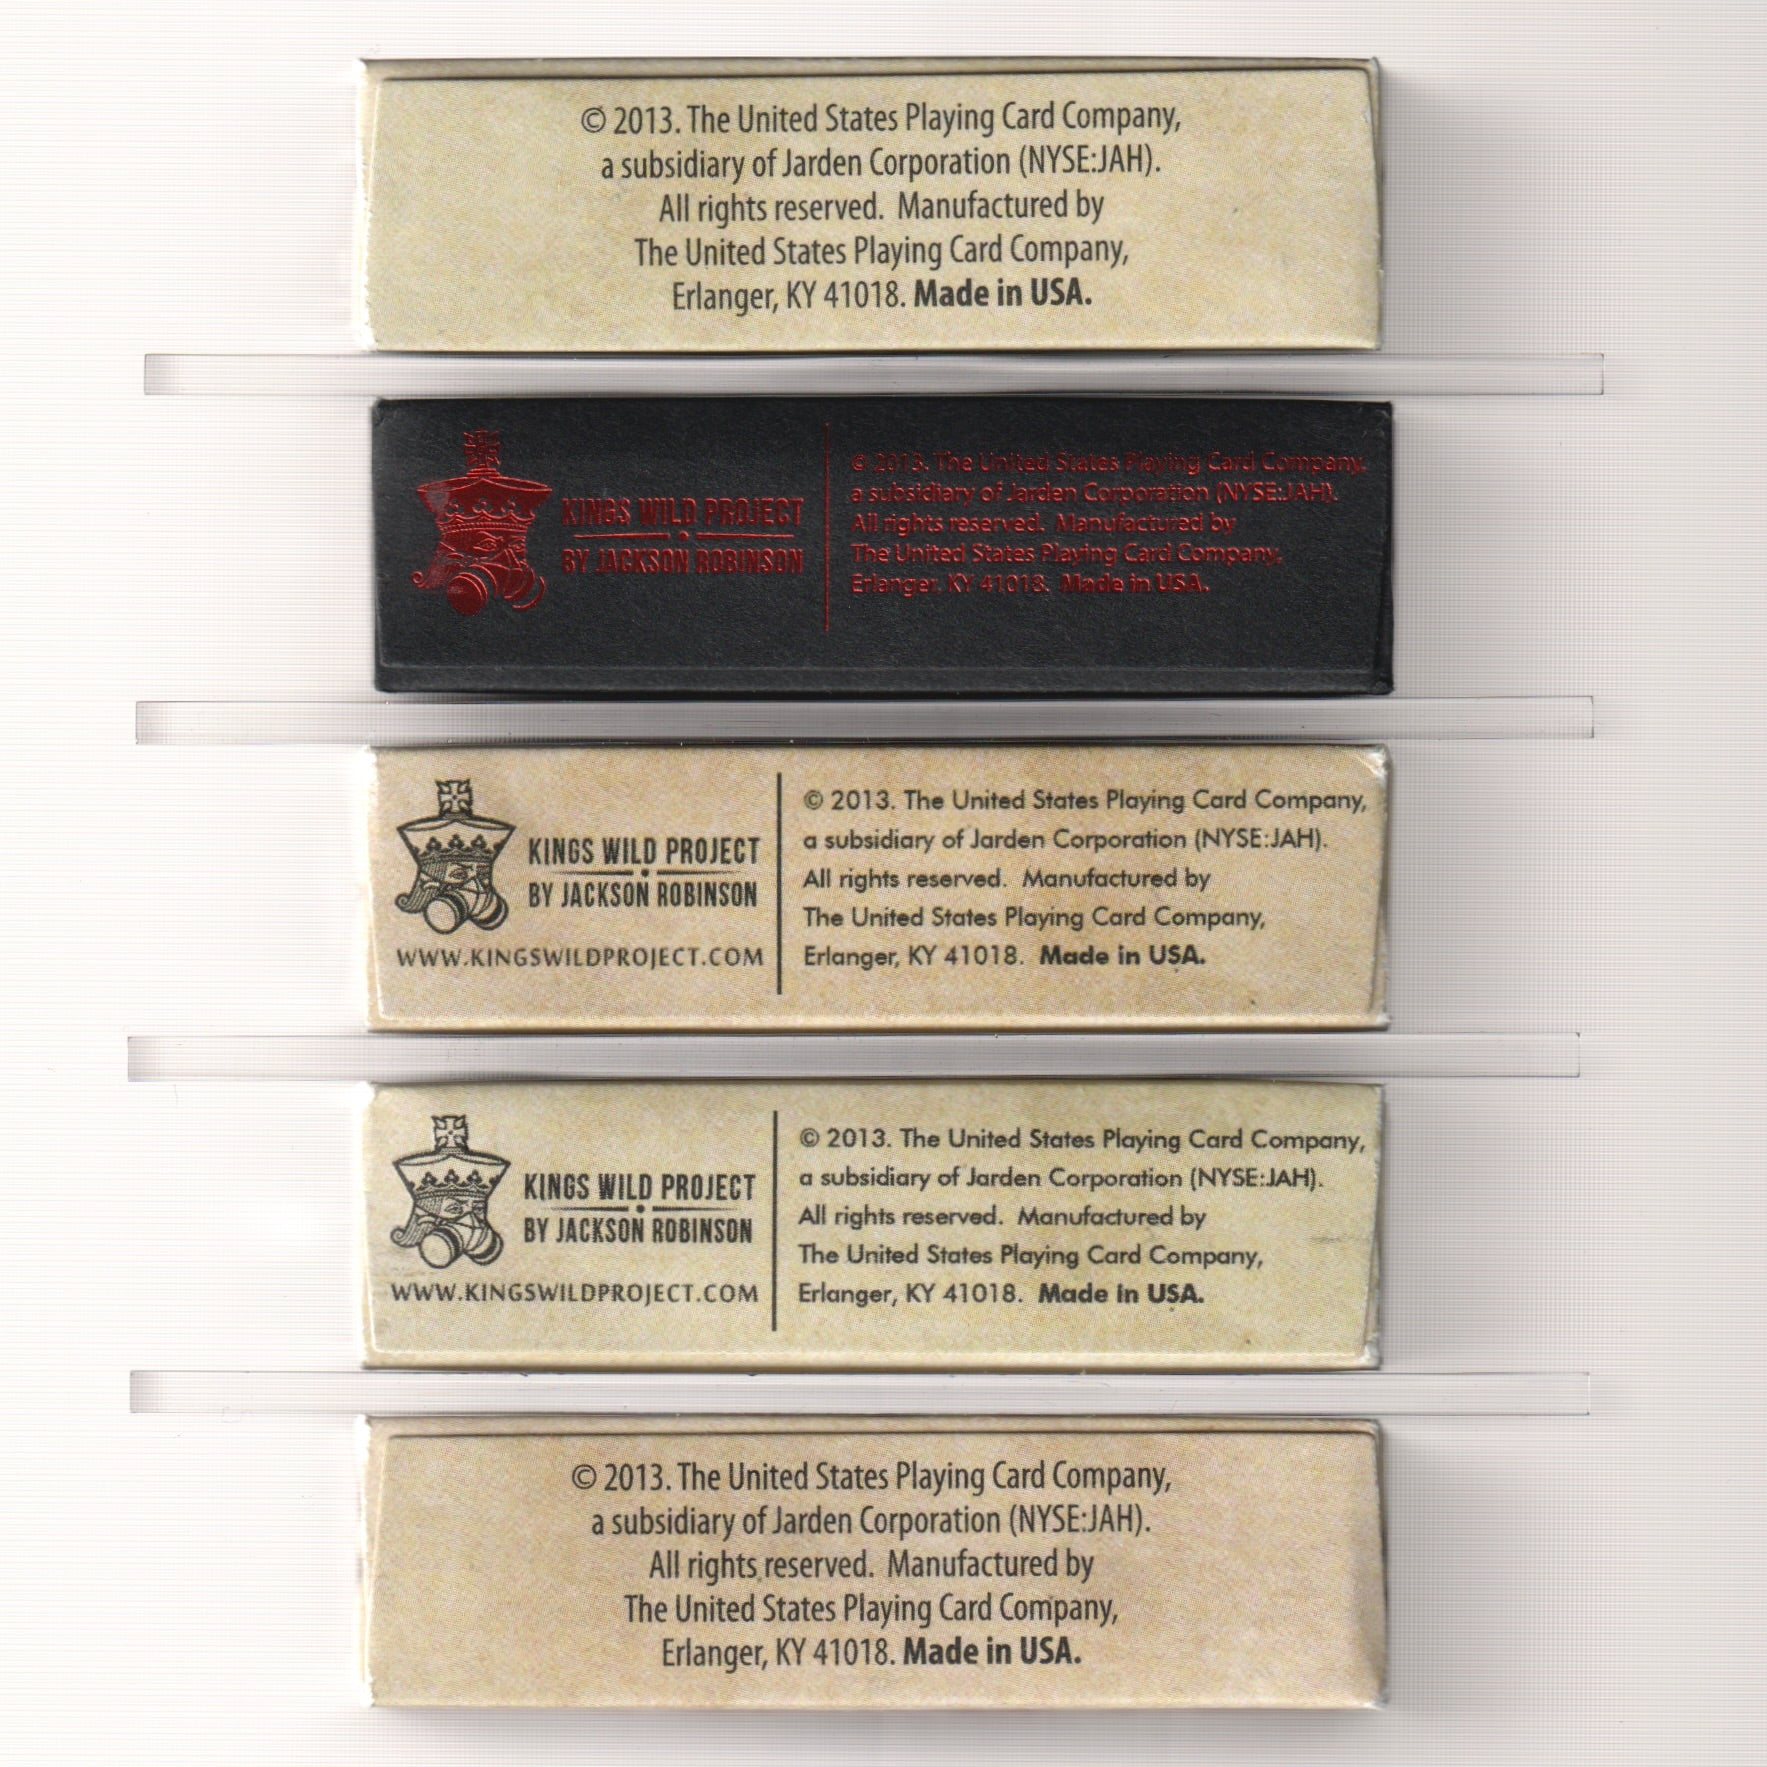 © 2013. The United States Playing Card Company,
a subsidiary of Jarden Corporation (NYSE:JAH).
All rights reserved.  Manufactured by
The United States Playing Card Company,
Erlanger, KY 41018. Made in USA.
KINGS WILD PROJECT
BY JACKSON ROBINSON
© 2013. The United States Playing Card Company,
a subsidiary of Jarden Corporation (NYSE:JAH).
All rights reserved.  Manufactured by
The United States Playing Card Company,
Erlanger, KY 41018.  Made in USA.
KINGS WILD PROJECT
BY JACKSON ROBINSON
WWW.KINGSWILDPROJECT.COM
© 2013. The United States Playing Card Company,
a subsidiary of Jarden Corporation (NYSE:JAH).
All rights reserved.  Manufactured by
The United States Playing Card Company,
Erlanger, KY 41018.  Made in USA.
KINGS WILD PROJECT
BY JACKSON ROBINSON
WWW.KINGSWILDPROJECT.COM
© 2013. The United States Playing Card Company,
a subsidiary of Jarden Corporation (NYSE:JAH).
All rights reserved.  Manufactured by
The United States Playing Card Company,
Erlanger, KY 41018.  Made in USA.
© 2013. The United States Playing Card Company,
a subsidiary of Jarden Corporation (NYSE:JAH).
All rights reserved.  Manufactured by
The United States Playing Card Company,
Erlanger, KY 41018. Made in USA.